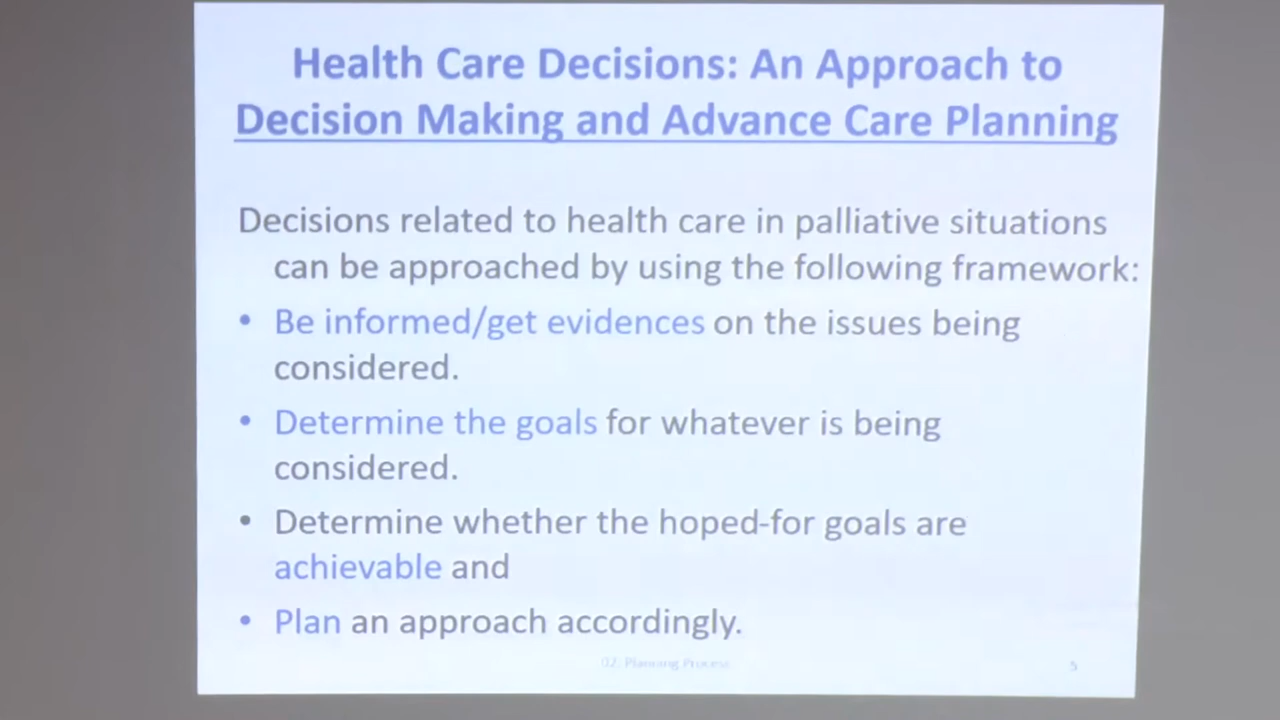 Health Care Decisions: An Approach to
Decision Making and Advance Care Planning
Decisions related to health care in palliative situations
can be approached by using the following framework:
• Be informed/get evidences on the issues being
considered.
• Determine the goals for whatever is being
considered.
• Determine whether the hoped-for goals are
achievable and
• Plan an approach accordingly.
02. Planning Process
5